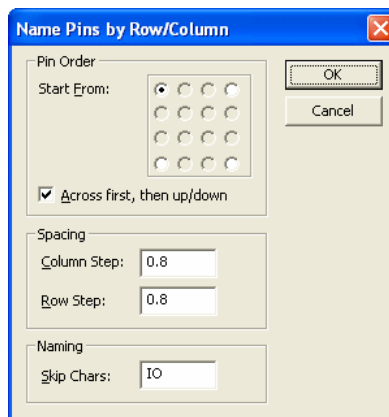 Name Pins by Row/Column
Pin Order
Start From:
OK
Cancel
Across first, then up/down
Spacing
Column Step: 0.8
Row Step: 0.8
Naming
Skip Chars: IO